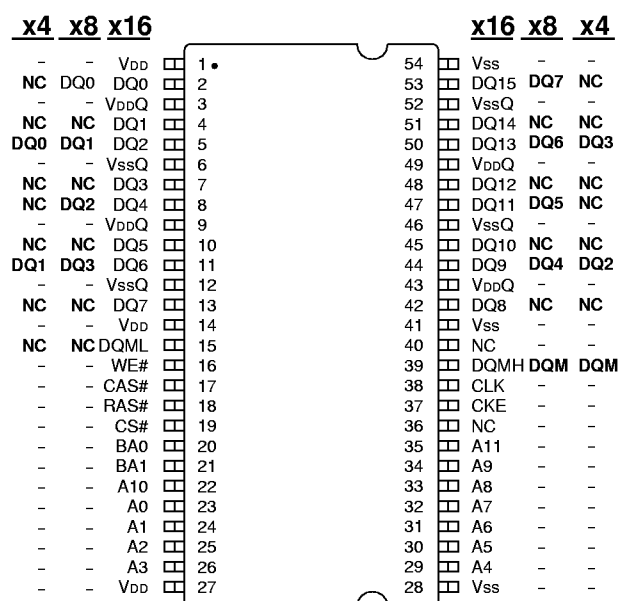 x4 x8 x16 x16 x8 x4
- - VDD 1 54 Vss - -
NC DQ0 DQ0 2 53 DQ15 DQ7 NC
- - VDDQ 3 52 VssQ - -
NC NC DQ1 4 51 DQ14 NC NC
DQ0 DQ1 DQ2 5 50 DQ13 DQ6 DQ3
- - VssQ 6 49 VDDQ - -
NC NC DQ3 7 48 DQ12 NC NC
NC DQ2 DQ4 8 47 DQ11 DQ5 NC
- - VDDQ 9 46 VssQ - -
NC NC DQ5 10 45 DQ10 NC NC
DQ1 DQ3 DQ6 11 44 DQ9 DQ4 DQ2
- - VssQ 12 43 VDDQ - -
NC NC DQ7 13 42 DQ8 NC NC
- - VDD 14 41 Vss - -
NC NC DQML 15 40 NC - -
- - WE# 16 39 DQMH DQM DQM
- - CAS# 17 38 CLK - -
- - RAS# 18 37 CKE - -
- - CS# 19 36 NC - -
- - BA0 20 35 A11 - -
- - BA1 21 34 A9 - -
- - A10 22 33 A8 - -
- - A0 23 32 A7 - -
- - A1 24 31 A6 - -
- - A2 25 30 A5 - -
- - A3 26 29 A4 - -
- - VDD 27 28 Vss - -